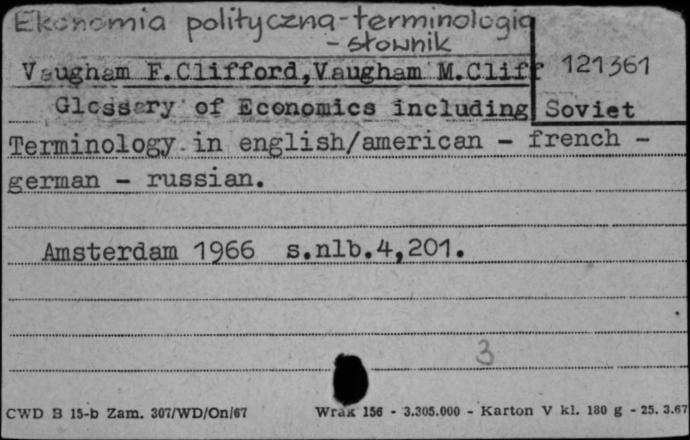 Ekonomia polityczna-terminologia
- słownik
Vaugham F.Clifford,Vaugham M.Cliff 121361
Glossary of Economics including Soviet
Terminology in english/american - french -
german - russian.
Amsterdam 1966 s.nlb.4,201.
3
CWD B 15-b Zam. 307/WD/On/67 Wrak 156 - 3.305.000 - Karton V kl. 180 g - 25. 3.67